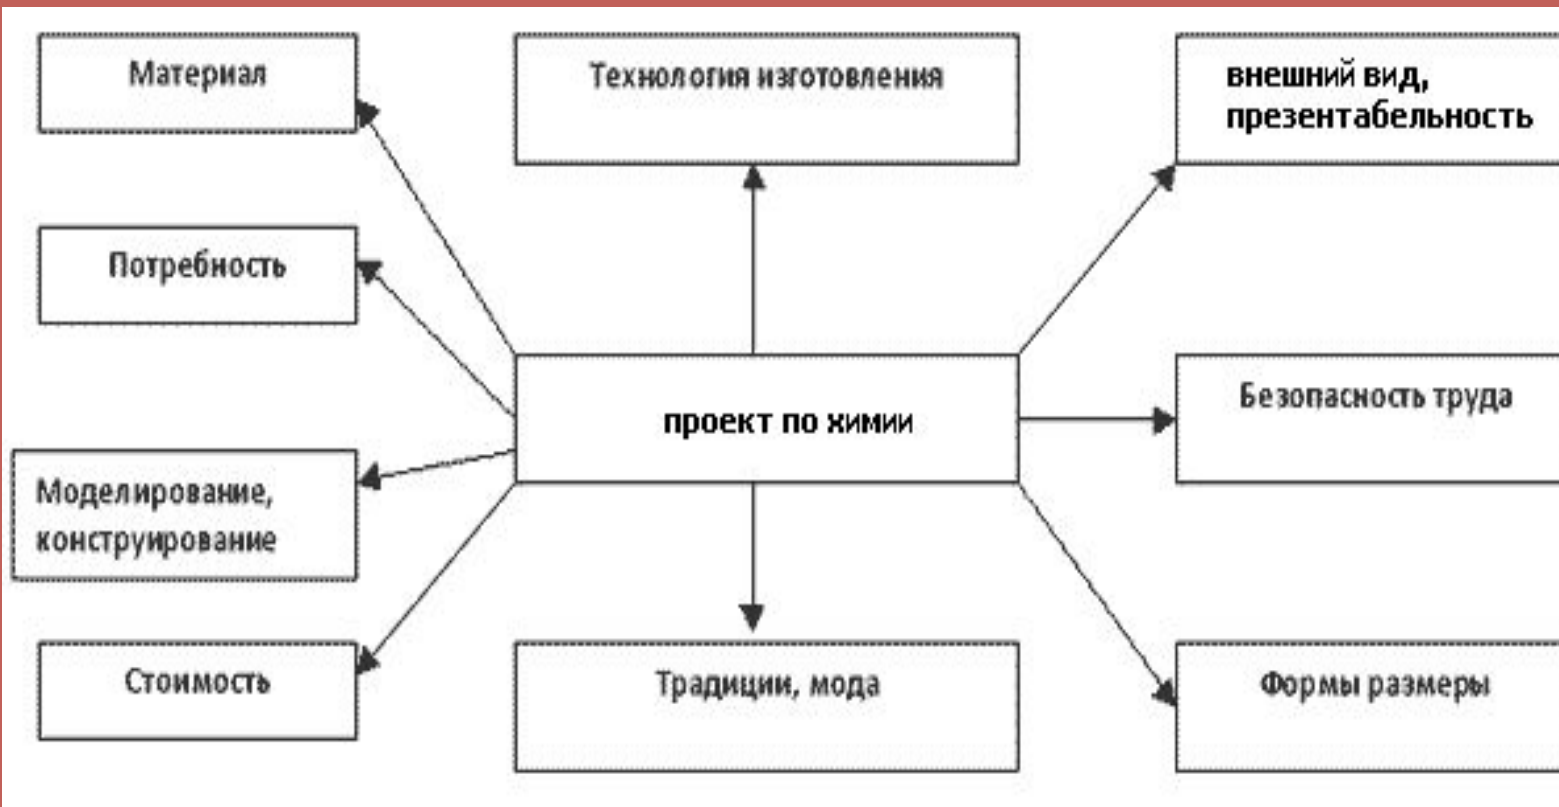 Материал
Технология изготовления
внешний вид,
презентабельность
Потребность
проект по химии
Безопасность труда
Моделирование,
конструирование
Стоимость
Традиции, мода
Формы размеры